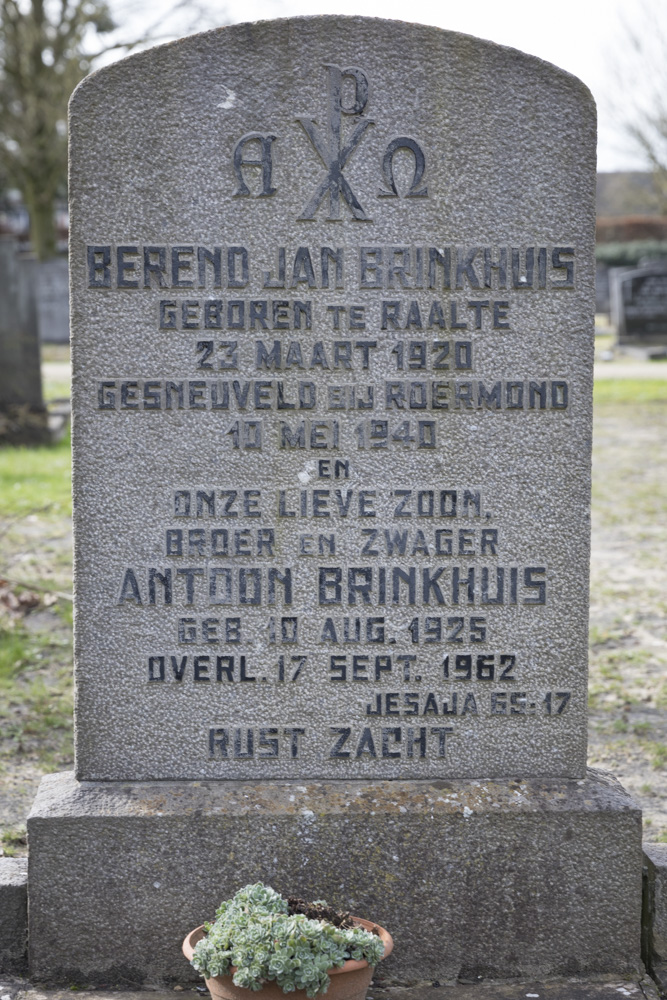 A ☧ Ω
BEREND JAN BRINKHUIS
GEBOREN TE RAALTE
23 MAART 1920
GESNEUVELD BIJ ROERMOND
10 MEI 1940
EN
ONZE LIEVE ZOON,
BROER EN ZWAGER
ANTOON BRINKHUIS
GEB. 10 AUG. 1925
OVERL. 17 SEPT. 1962
JESAJA 65:17
RUST ZACHT